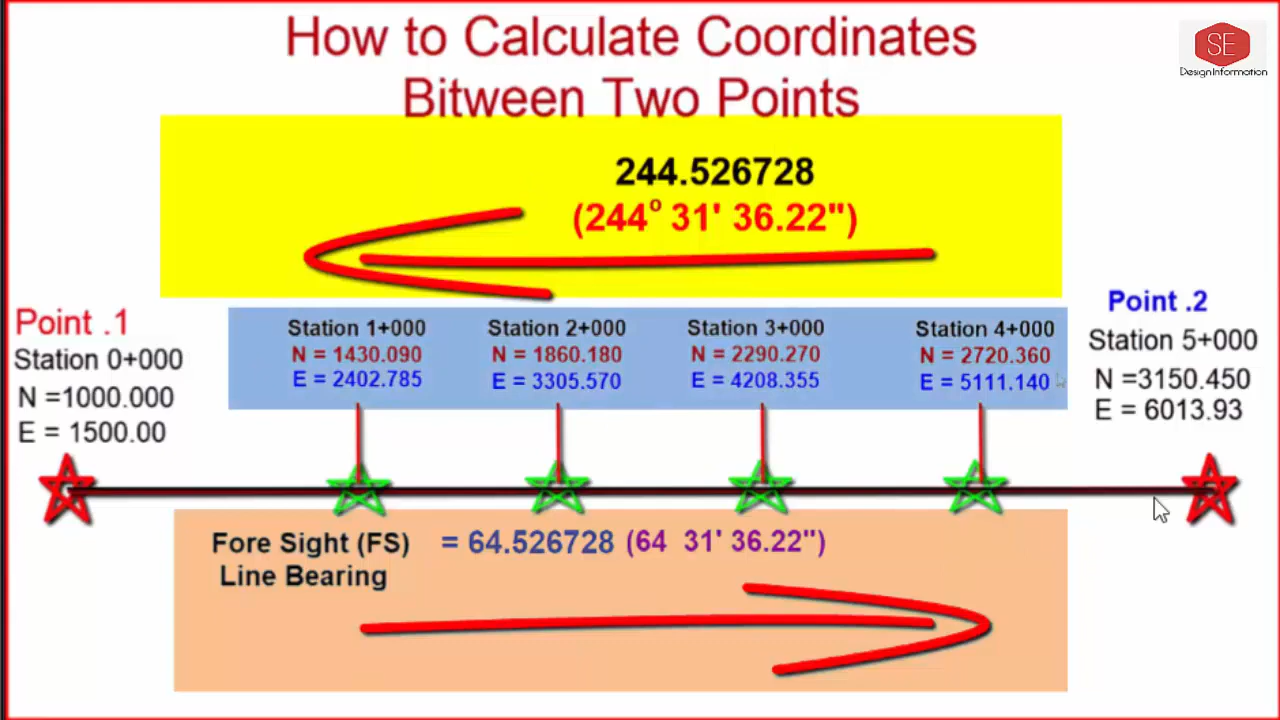 How to Calculate Coordinates
Bitween Two Points
SE
Design Information
244.526728
(244° 31' 36.22")
Point .1
Station 0+000
N =1000.000
E = 1500.00
Station 1+000
N = 1430.090
E = 2402.785
Station 2+000
N = 1860.180
E = 3305.570
Station 3+000
N = 2290.270
E = 4208.355
Station 4+000
N = 2720.360
E = 5111.140
Point .2
Station 5+000
N =3150.450
E = 6013.93
Fore Sight (FS) = 64.526728 (64 31' 36.22")
Line Bearing